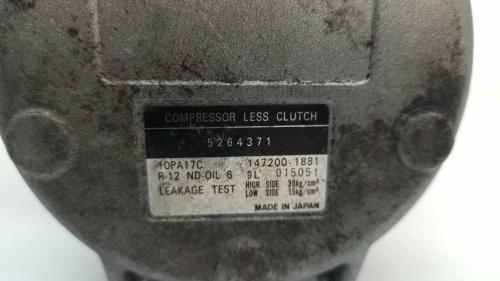 COMPRESSOR LESS CLUTCH
5264371
10PA17C 147200-1881
R-12 ND-OIL 6 9L 015051
LEAKAGE TEST HIGH SIDE 30kg/cm²
LOW SIDE 15kg/cm²
MADE IN JAPAN